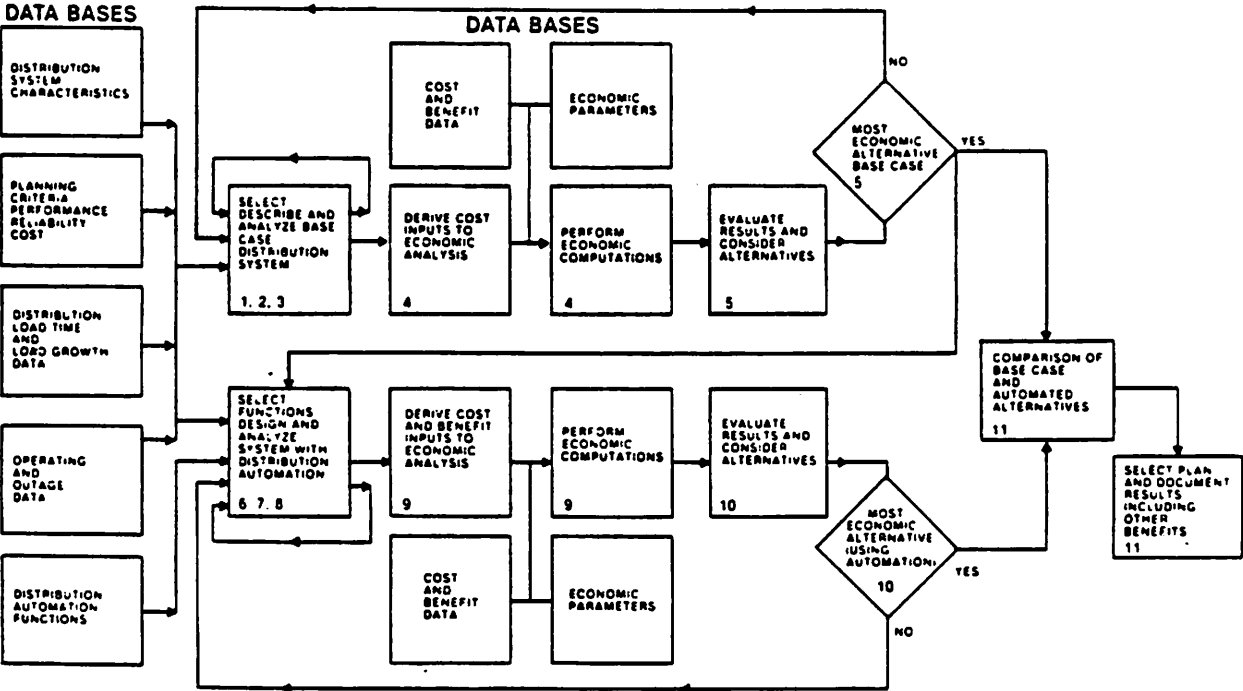 DATA BASES
DISTRIBUTION
SYSTEM
CHARACTERISTICS
PLANNING
CRITERIA
PERFORMANCE
RELIABILITY
COST
DISTRIBUTION
LOAD TIME
AND
LOAD GROWTH
DATA
OPERATING
AND
OUTAGE
DATA
DISTRIBUTION
AUTOMATION
FUNCTIONS
DATA BASES
COST
AND
BENEFIT
DATA
ECONOMIC
PARAMETERS
SELECT
DESCRIBE AND
ANALYZE BASE
CASE
DISTRIBUTION
SYSTEM
1, 2, 3
DERIVE COST
INPUTS TO
ECONOMIC
ANALYSIS
4
PERFORM
ECONOMIC
COMPUTATIONS
4
EVALUATE
RESULTS AND
CONSIDER
ALTERNATIVES
5
NO
MOST
ECONOMIC
ALTERNATIVE
BASE CASE
5
YES
SELECT
FUNCTIONS
DESIGN AND
ANALYZE
SYSTEM WITH
DISTRIBUTION
AUTOMATION
6 7, 8
DERIVE COST
AND BENEFIT
INPUTS TO
ECONOMIC
ANALYSIS
9
PERFORM
ECONOMIC
COMPUTATIONS
9
EVALUATE
RESULTS AND
CONSIDER
ALTERNATIVES
10
MOST
ECONOMIC
ALTERNATIVE
(USING
AUTOMATION)
10
YES
NO
COST
AND
BENEFIT
DATA
ECONOMIC
PARAMETERS
COMPARISON OF
BASE CASE
AND
AUTOMATED
ALTERNATIVES
11
SELECT PLAN
AND DOCUMENT
RESULTS
INCLUDING
OTHER
BENEFITS
11